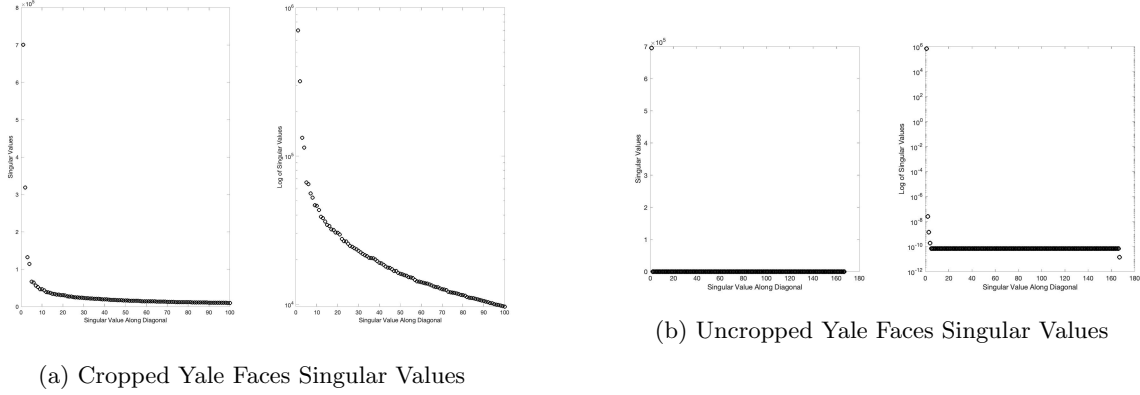 ×10⁵
8
7
6
5
4
3
2
1
0
Singular Values
0 10 20 30 40 50 60 70 80 90 100
Singular Value Along Diagonal
10⁶
10⁵
10⁴
Log of Singular Values
0 10 20 30 40 50 60 70 80 90 100
Singular Value Along Diagonal
(a) Cropped Yale Faces Singular Values
×10⁵
7
6
5
4
3
2
1
0
Singular Values
0 20 40 60 80 100 120 140 160 180
Singular Value Along Diagonal
10⁶
10⁴
10²
10⁰
10⁻²
10⁻⁴
10⁻⁶
10⁻⁸
10⁻¹⁰
10⁻¹²
Log of Singular Values
0 20 40 60 80 100 120 140 160 180
Singular Value Along Diagonal
(b) Uncropped Yale Faces Singular Values